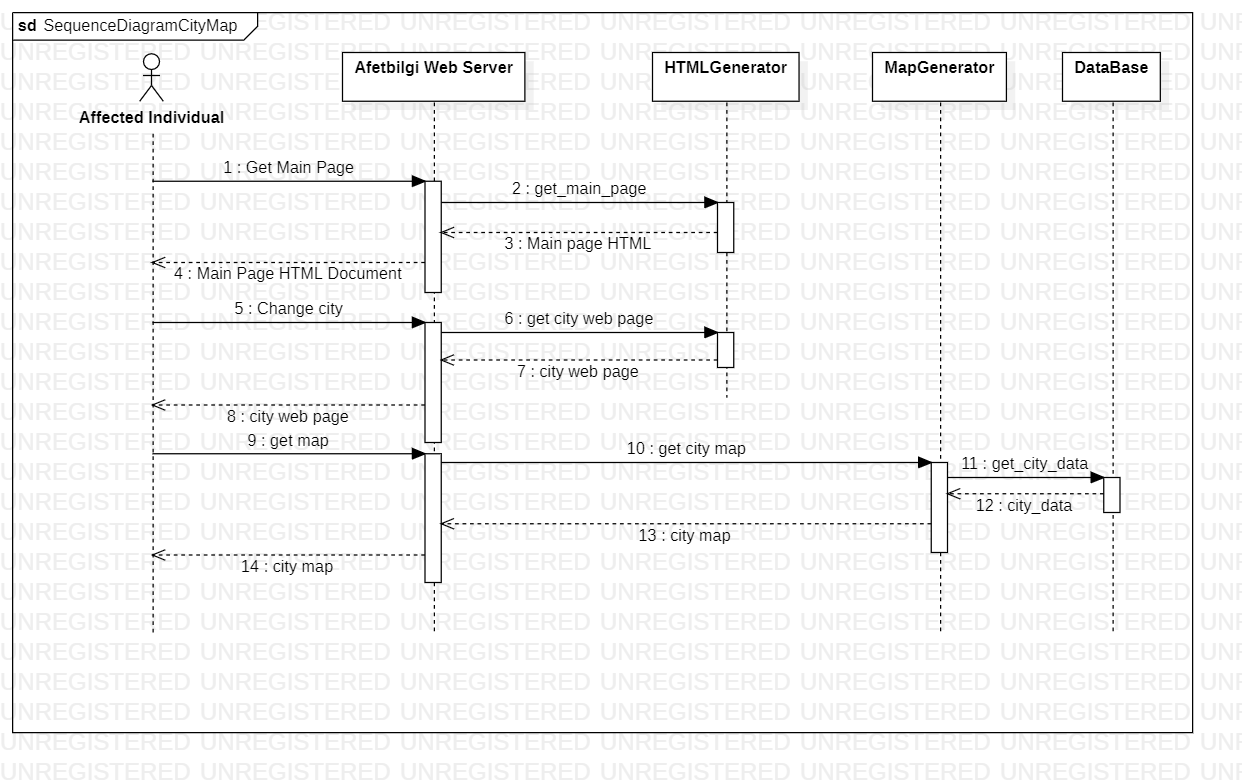 sd SequenceDiagramCityMap
Affected Individual
Afetbilgi Web Server
HTMLGenerator
MapGenerator
DataBase
1 : Get Main Page
2 : get_main_page
3 : Main page HTML
4 : Main Page HTML Document
5 : Change city
6 : get city web page
7 : city web page
8 : city web page
9 : get map
10 : get city map
11 : get_city_data
12 : city_data
13 : city map
14 : city map
UNREGISTERED UNREGISTERED UNREGISTERED UNREGISTERED UNREGISTERED UNREGISTERED